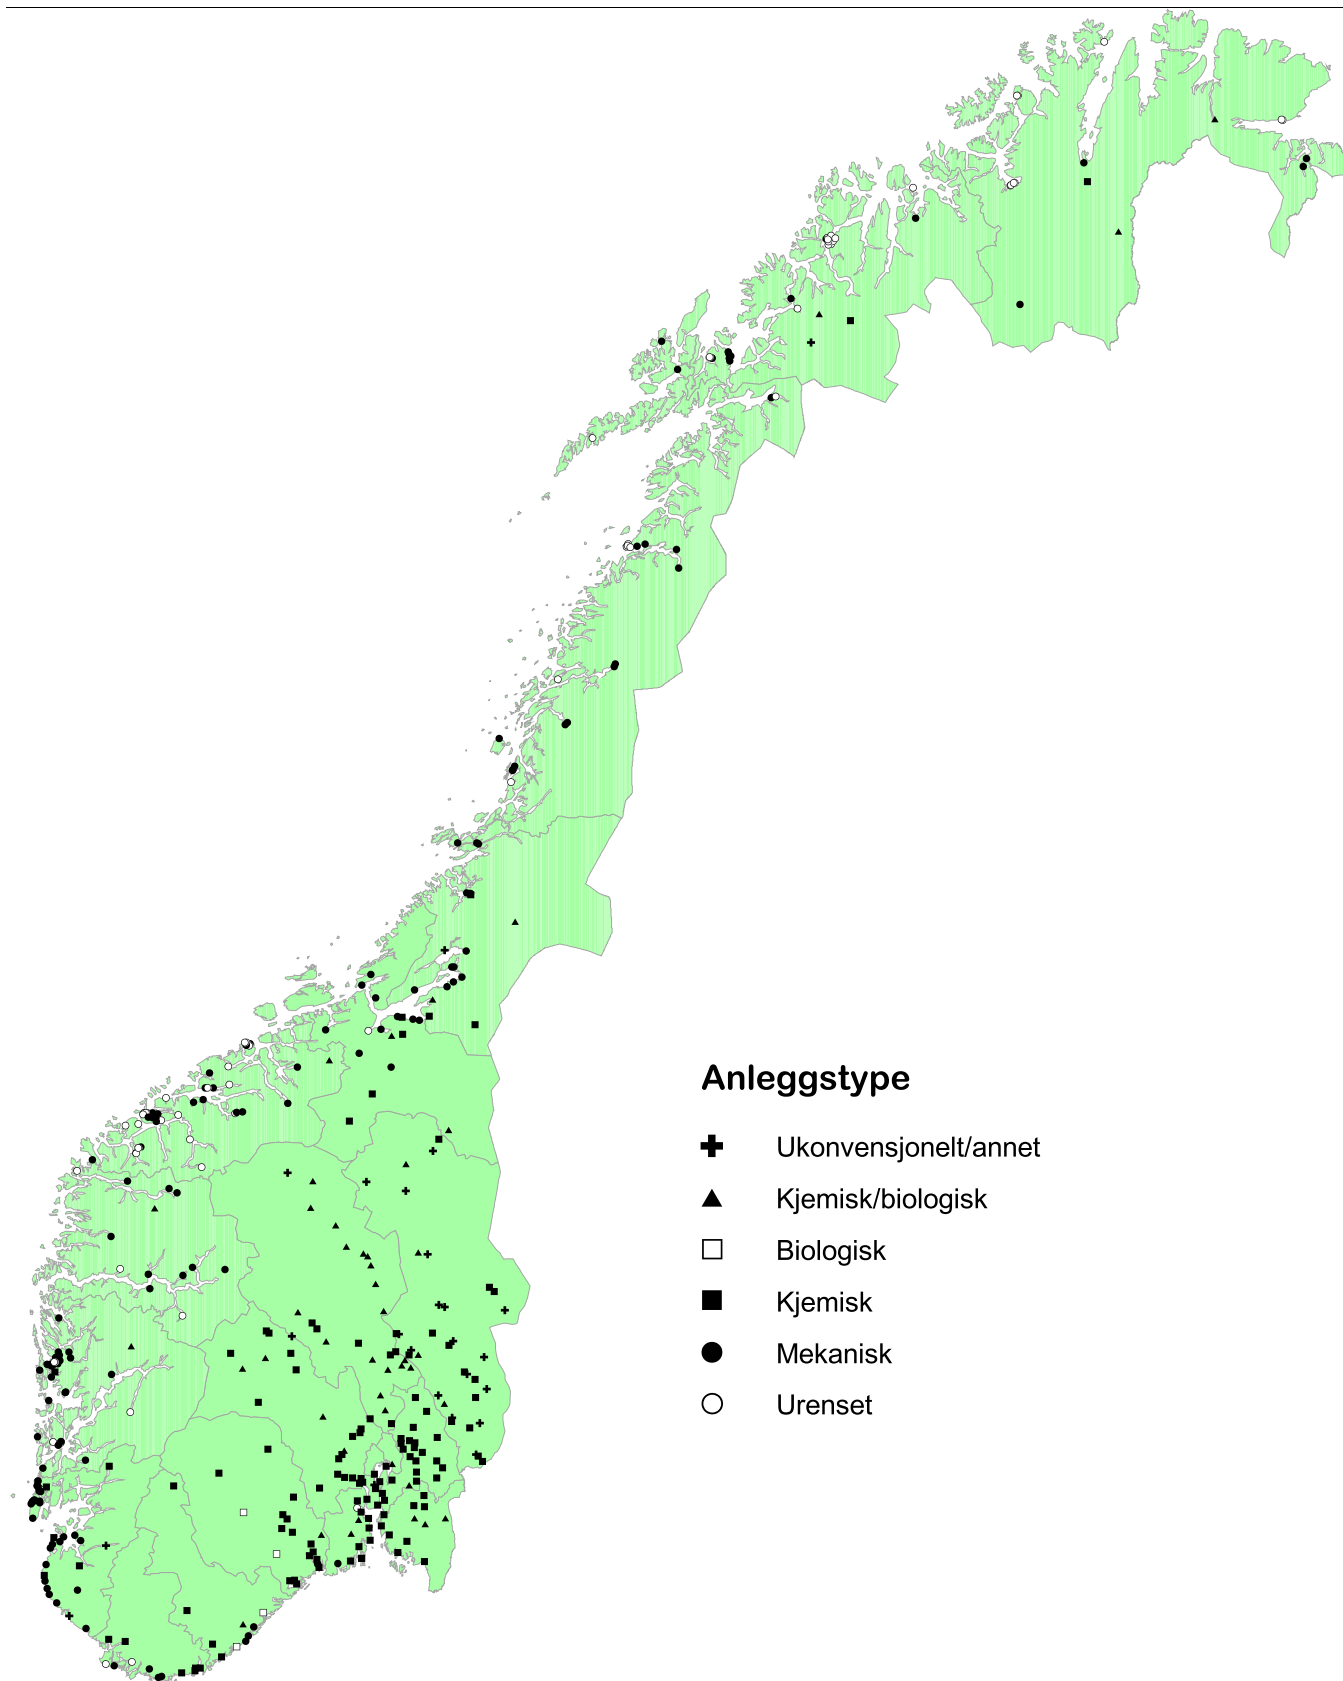 Anleggstype
Ukonvensjonelt/annet
Kjemisk/biologisk
Biologisk
Kjemisk
Mekanisk
Urenset